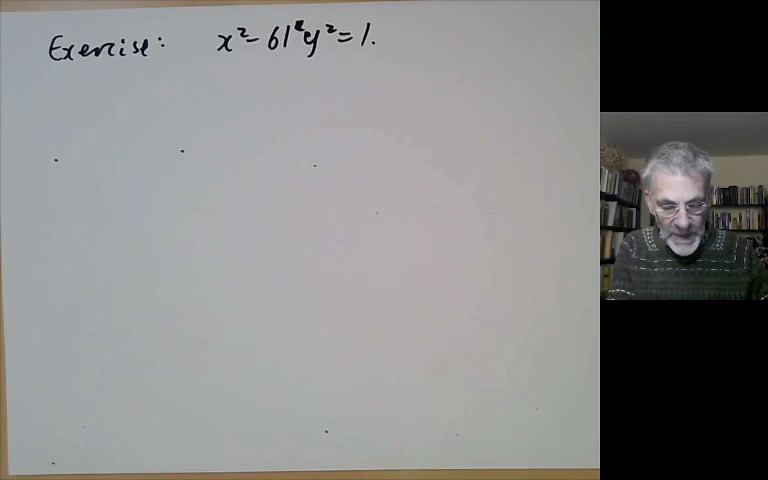 Exercise: x² - 61 y² = 1.